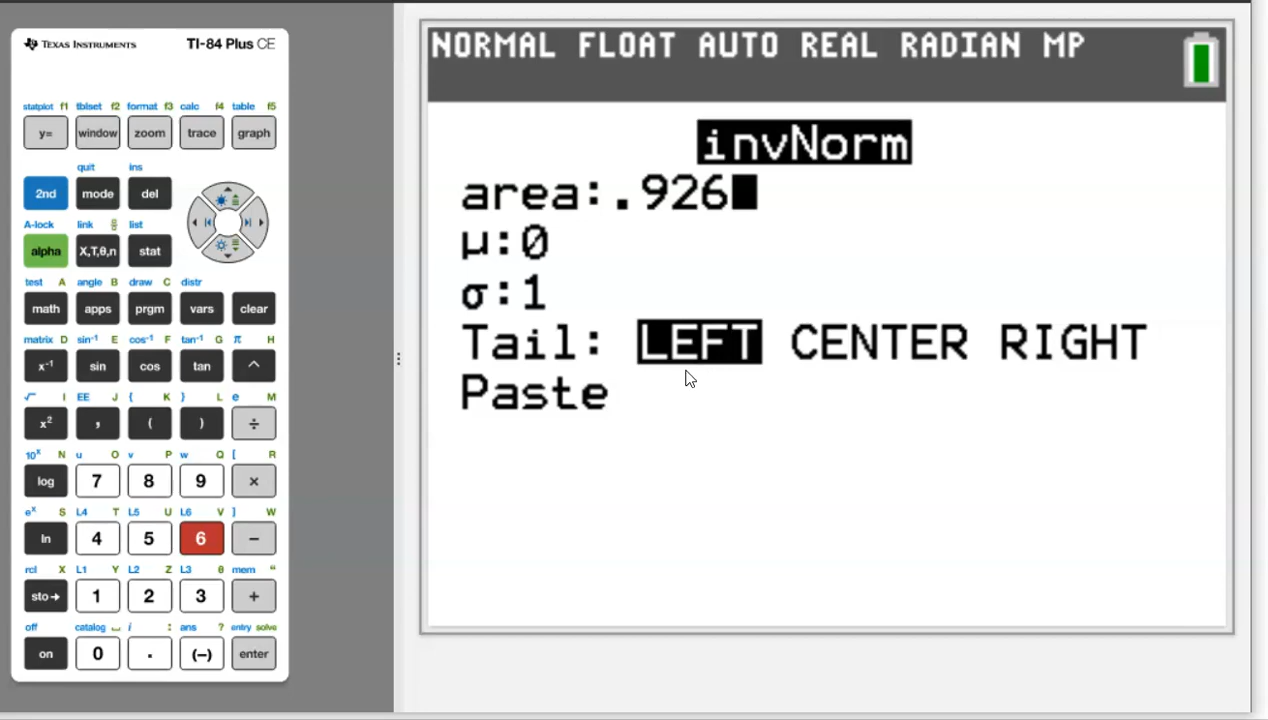 TEXAS INSTRUMENTS TI-84 Plus CE
statplot f1 tblset f2 format f3 calc f4 table f5
y= window zoom trace graph
quit ins
2nd mode del
A-lock link list
alpha X,T,θ,n stat
test A angle B draw C distr
math apps prgm vars clear
matrix D sin⁻¹ E cos⁻¹ F tan⁻¹ G π H
x⁻¹ sin cos tan ^
√ I EE J { K } L e M
x² , ( ) ÷
10ˣ N u O v P w Q [ R
log 7 8 9 ×
eˣ S L4 T L5 U L6 V ] W
ln 4 5 6 −
rcl X L1 Y L2 Z L3 θ mem “
sto→ 1 2 3 +
off catalog ⎵ i : ans ? entry solve
on 0 . (−) enter
NORMAL FLOAT AUTO REAL RADIAN MP
invNorm
area:.926
μ:0
σ:1
Tail: LEFT CENTER RIGHT
Paste